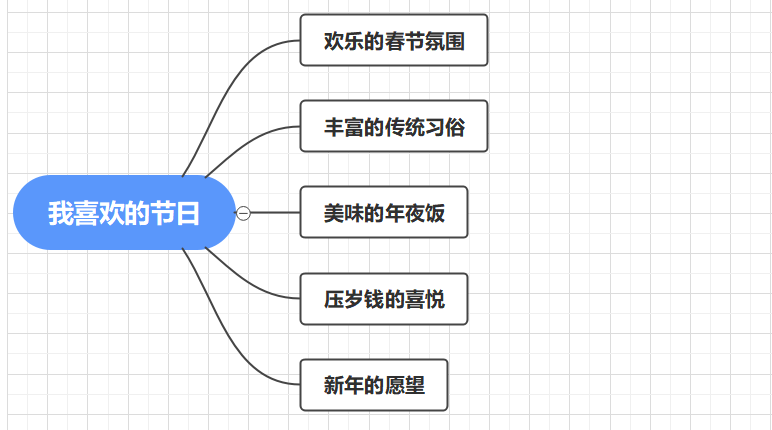 欢乐的春节氛围
丰富的传统习俗
我喜欢的节日
美味的年夜饭
压岁钱的喜悦
新年的愿望